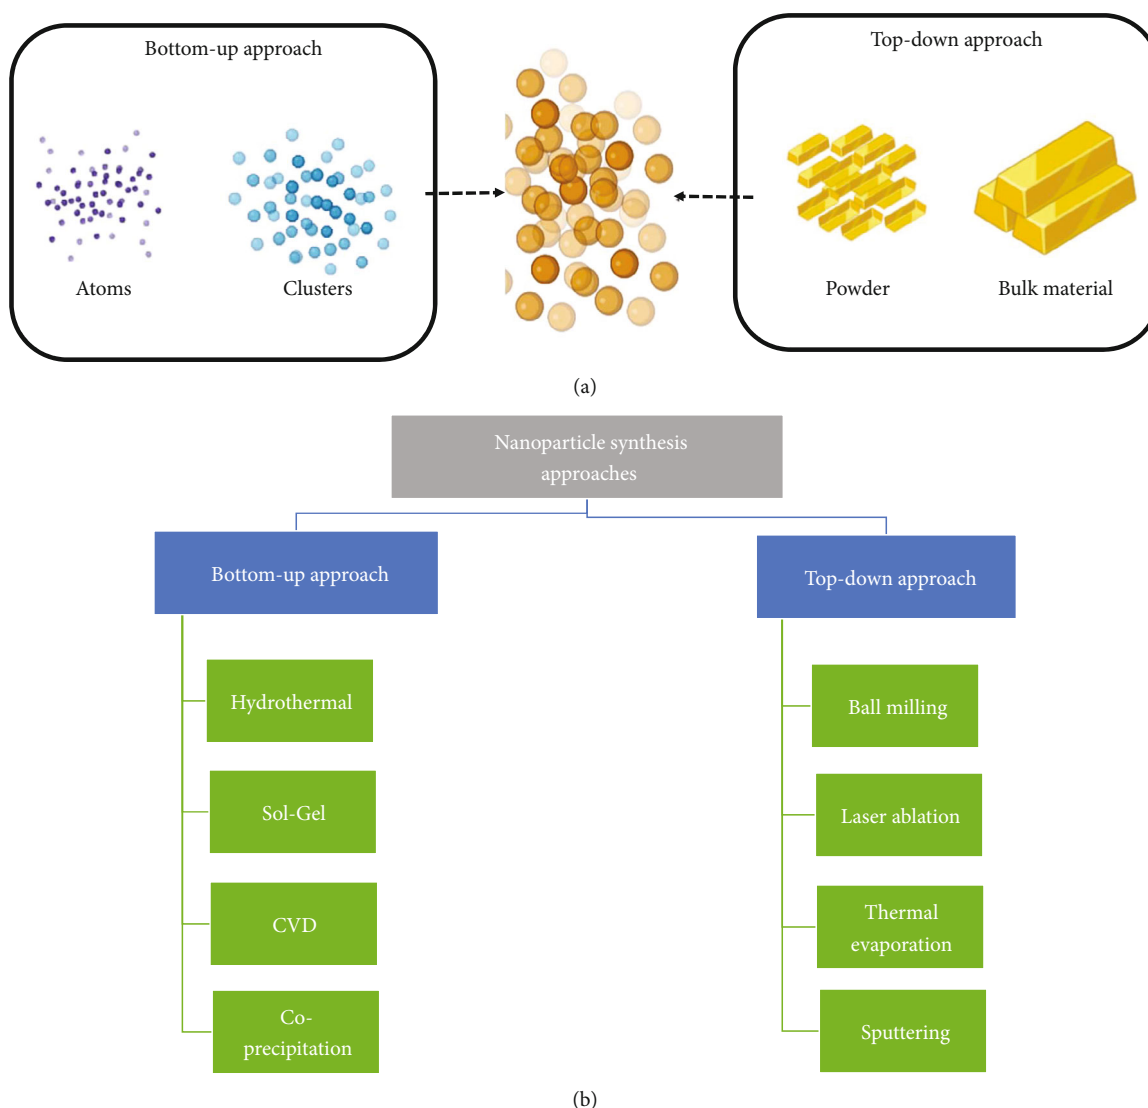 Bottom-up approach
Top-down approach
Atoms
Clusters
Powder
Bulk material
(a)
Nanoparticle synthesis
approaches
Bottom-up approach
Top-down approach
Hydrothermal
Ball milling
Sol-Gel
Laser ablation
CVD
Thermal
evaporation
Co-
precipitation
Sputtering
(b)